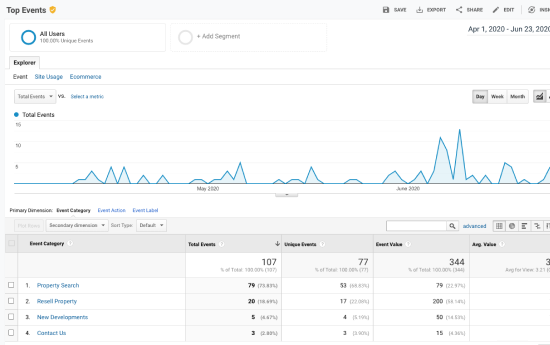 Top Events
SAVE EXPORT SHARE EDIT INSI
All Users
100.00% Unique Events
+ Add Segment
Apr 1, 2020 - Jun 23, 2020
Explorer
Event Site Usage Ecommerce
Total Events VS. Select a metric
Day Week Month
Total Events
15
10
5
May 2020 June 2020
Primary Dimension: Event Category Event Action Event Label
Plot Rows Secondary dimension Sort Type: Default
advanced
Event Category Total Events Unique Events Event Value Avg. Value
107 77 344 3
% of Total: 100.00% (107) % of Total: 100.00% (77) % of Total: 100.00% (344) Avg for View: 3.21 (
1. Property Search 79 (73.83%) 53 (68.83%) 79 (22.97%)
2. Resell Property 20 (18.69%) 17 (22.08%) 200 (58.14%)
3. New Developments 5 (4.67%) 4 (5.19%) 50 (14.53%)
4. Contact Us 3 (2.80%) 3 (3.90%) 15 (4.36%)